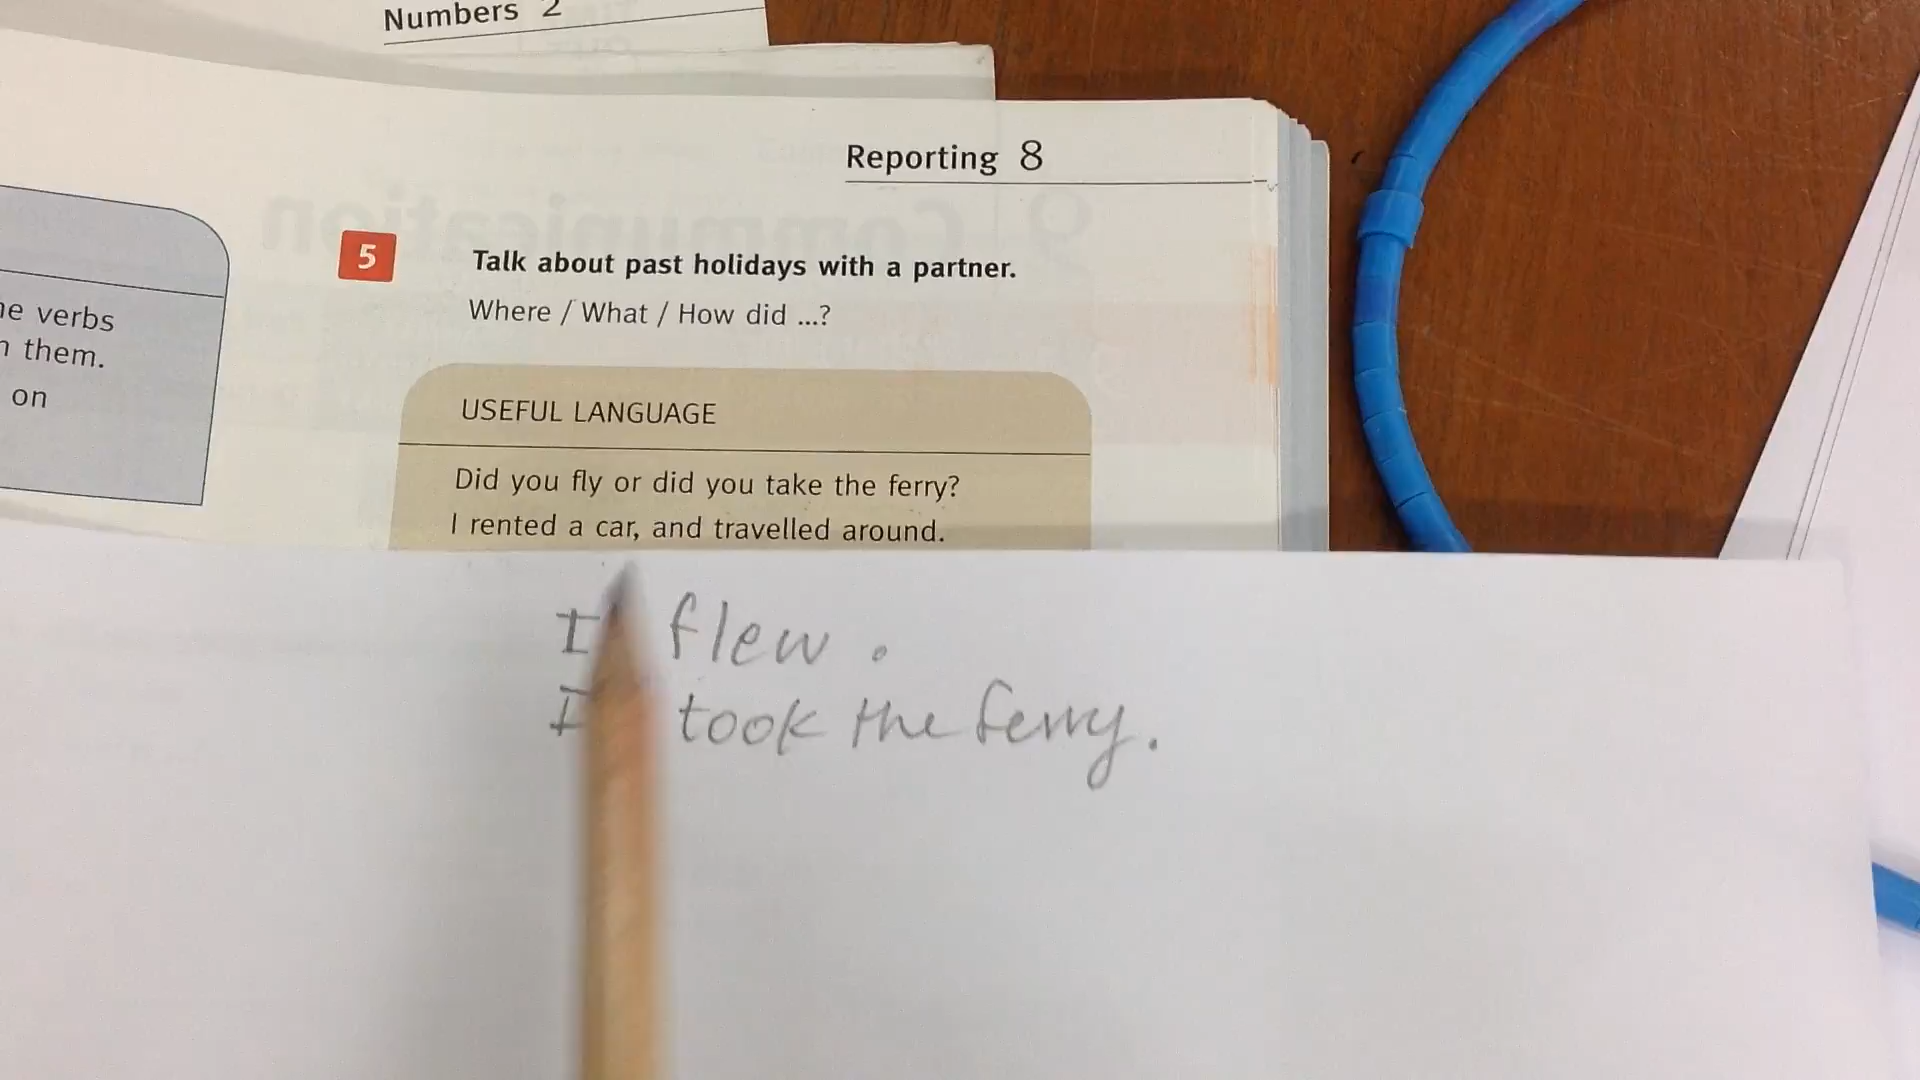 Numbers 2
Reporting 8
5 Talk about past holidays with a partner.
Where / What / How did ...?
verbs
them.
on
USEFUL LANGUAGE
Did you fly or did you take the ferry?
I rented a car, and travelled around.
I flew.
I took the ferry.